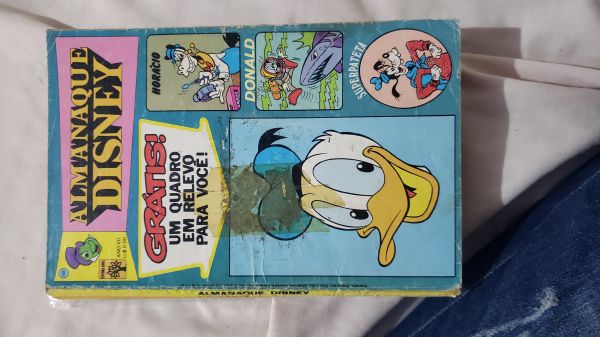 ALMANAQUE
DISNEY
HORÁCIO
DONALD
SUPERPATETA
GRÁTIS!
UM QUADRO
EM RELEVO
PARA VOCÊ!
ALMANAQUE DISNEY